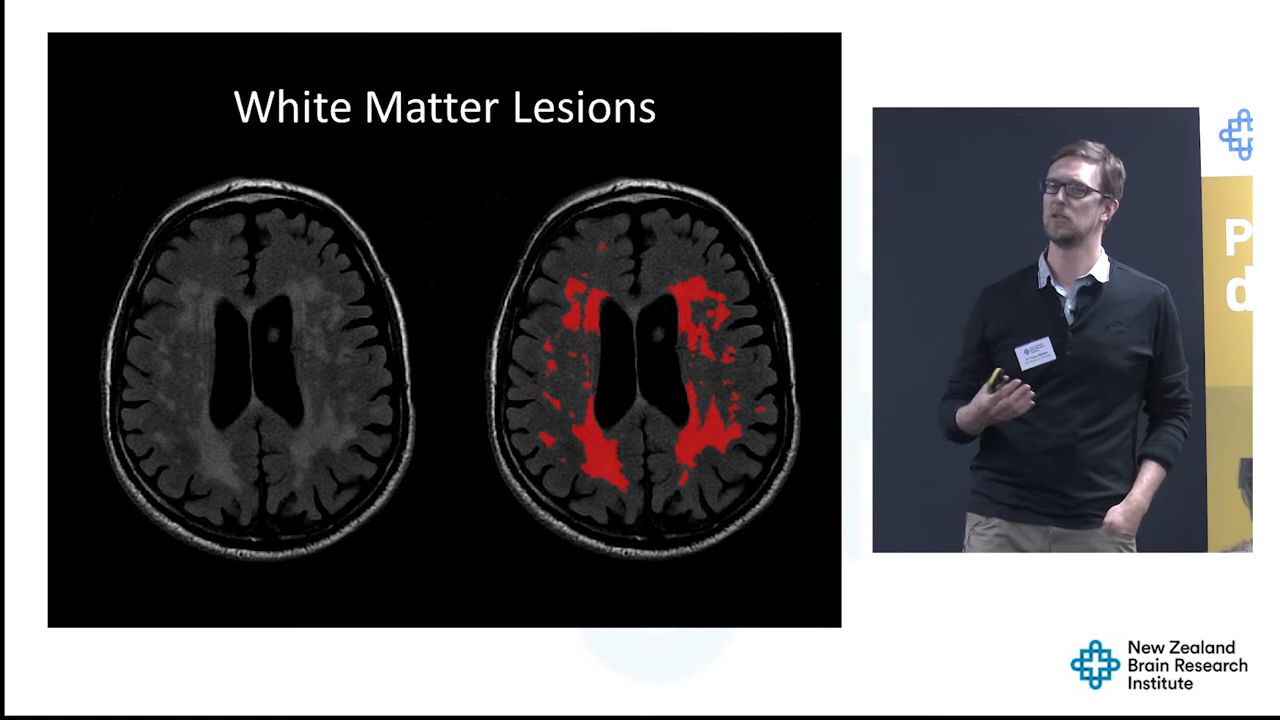 White Matter Lesions
P
d
New Zealand
Brain Research
Institute